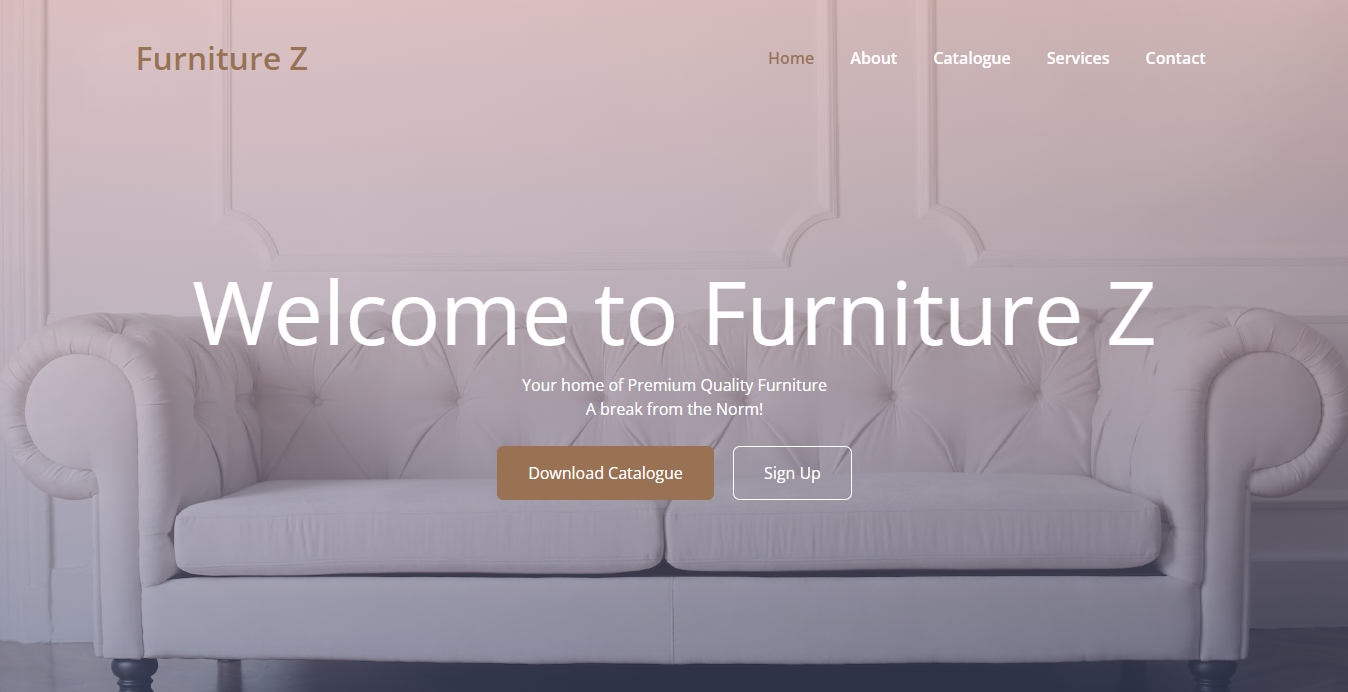 Furniture Z
Home About Catalogue Services Contact
Welcome to Furniture Z
Your home of Premium Quality Furniture
A break from the Norm!
Download Catalogue Sign Up